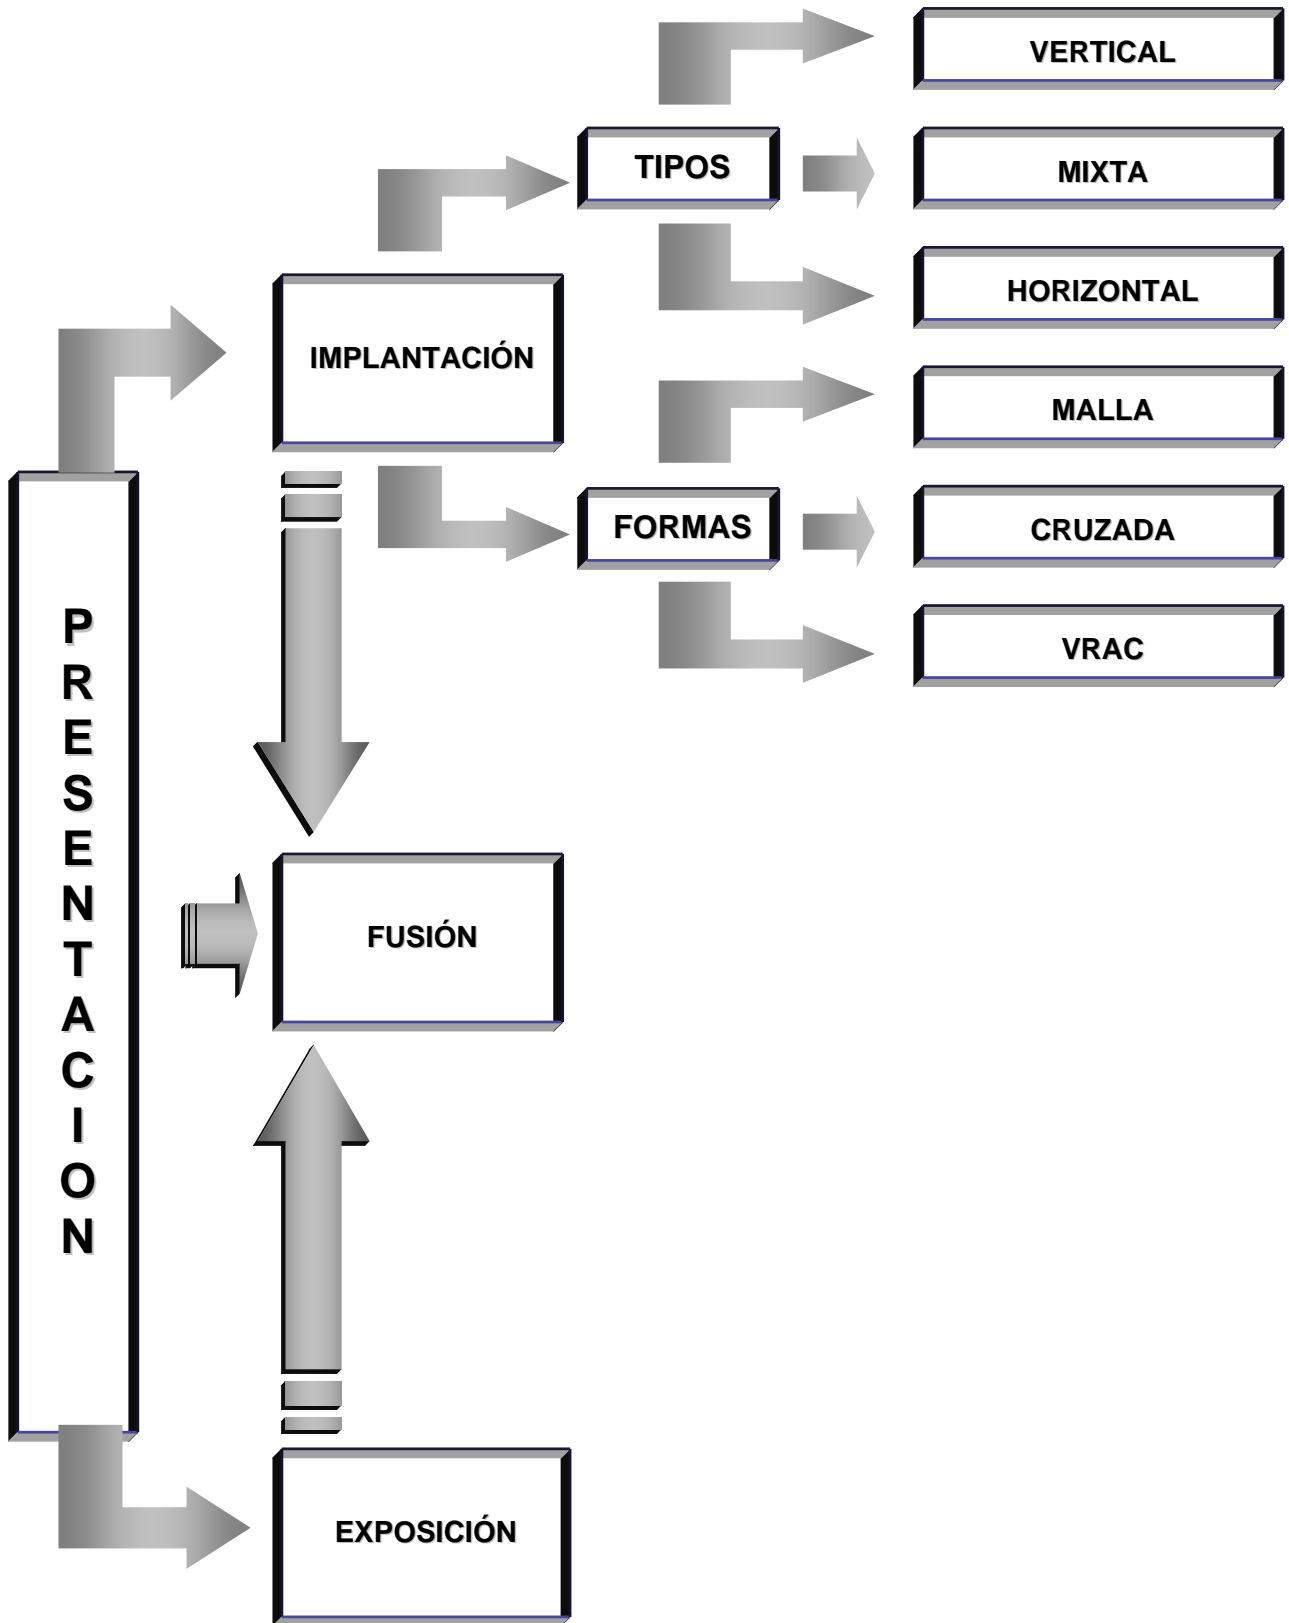 VERTICAL
TIPOS
MIXTA
HORIZONTAL
IMPLANTACIÓN
MALLA
FORMAS
CRUZADA
VRAC
PRESENTACION
FUSIÓN
EXPOSICIÓN